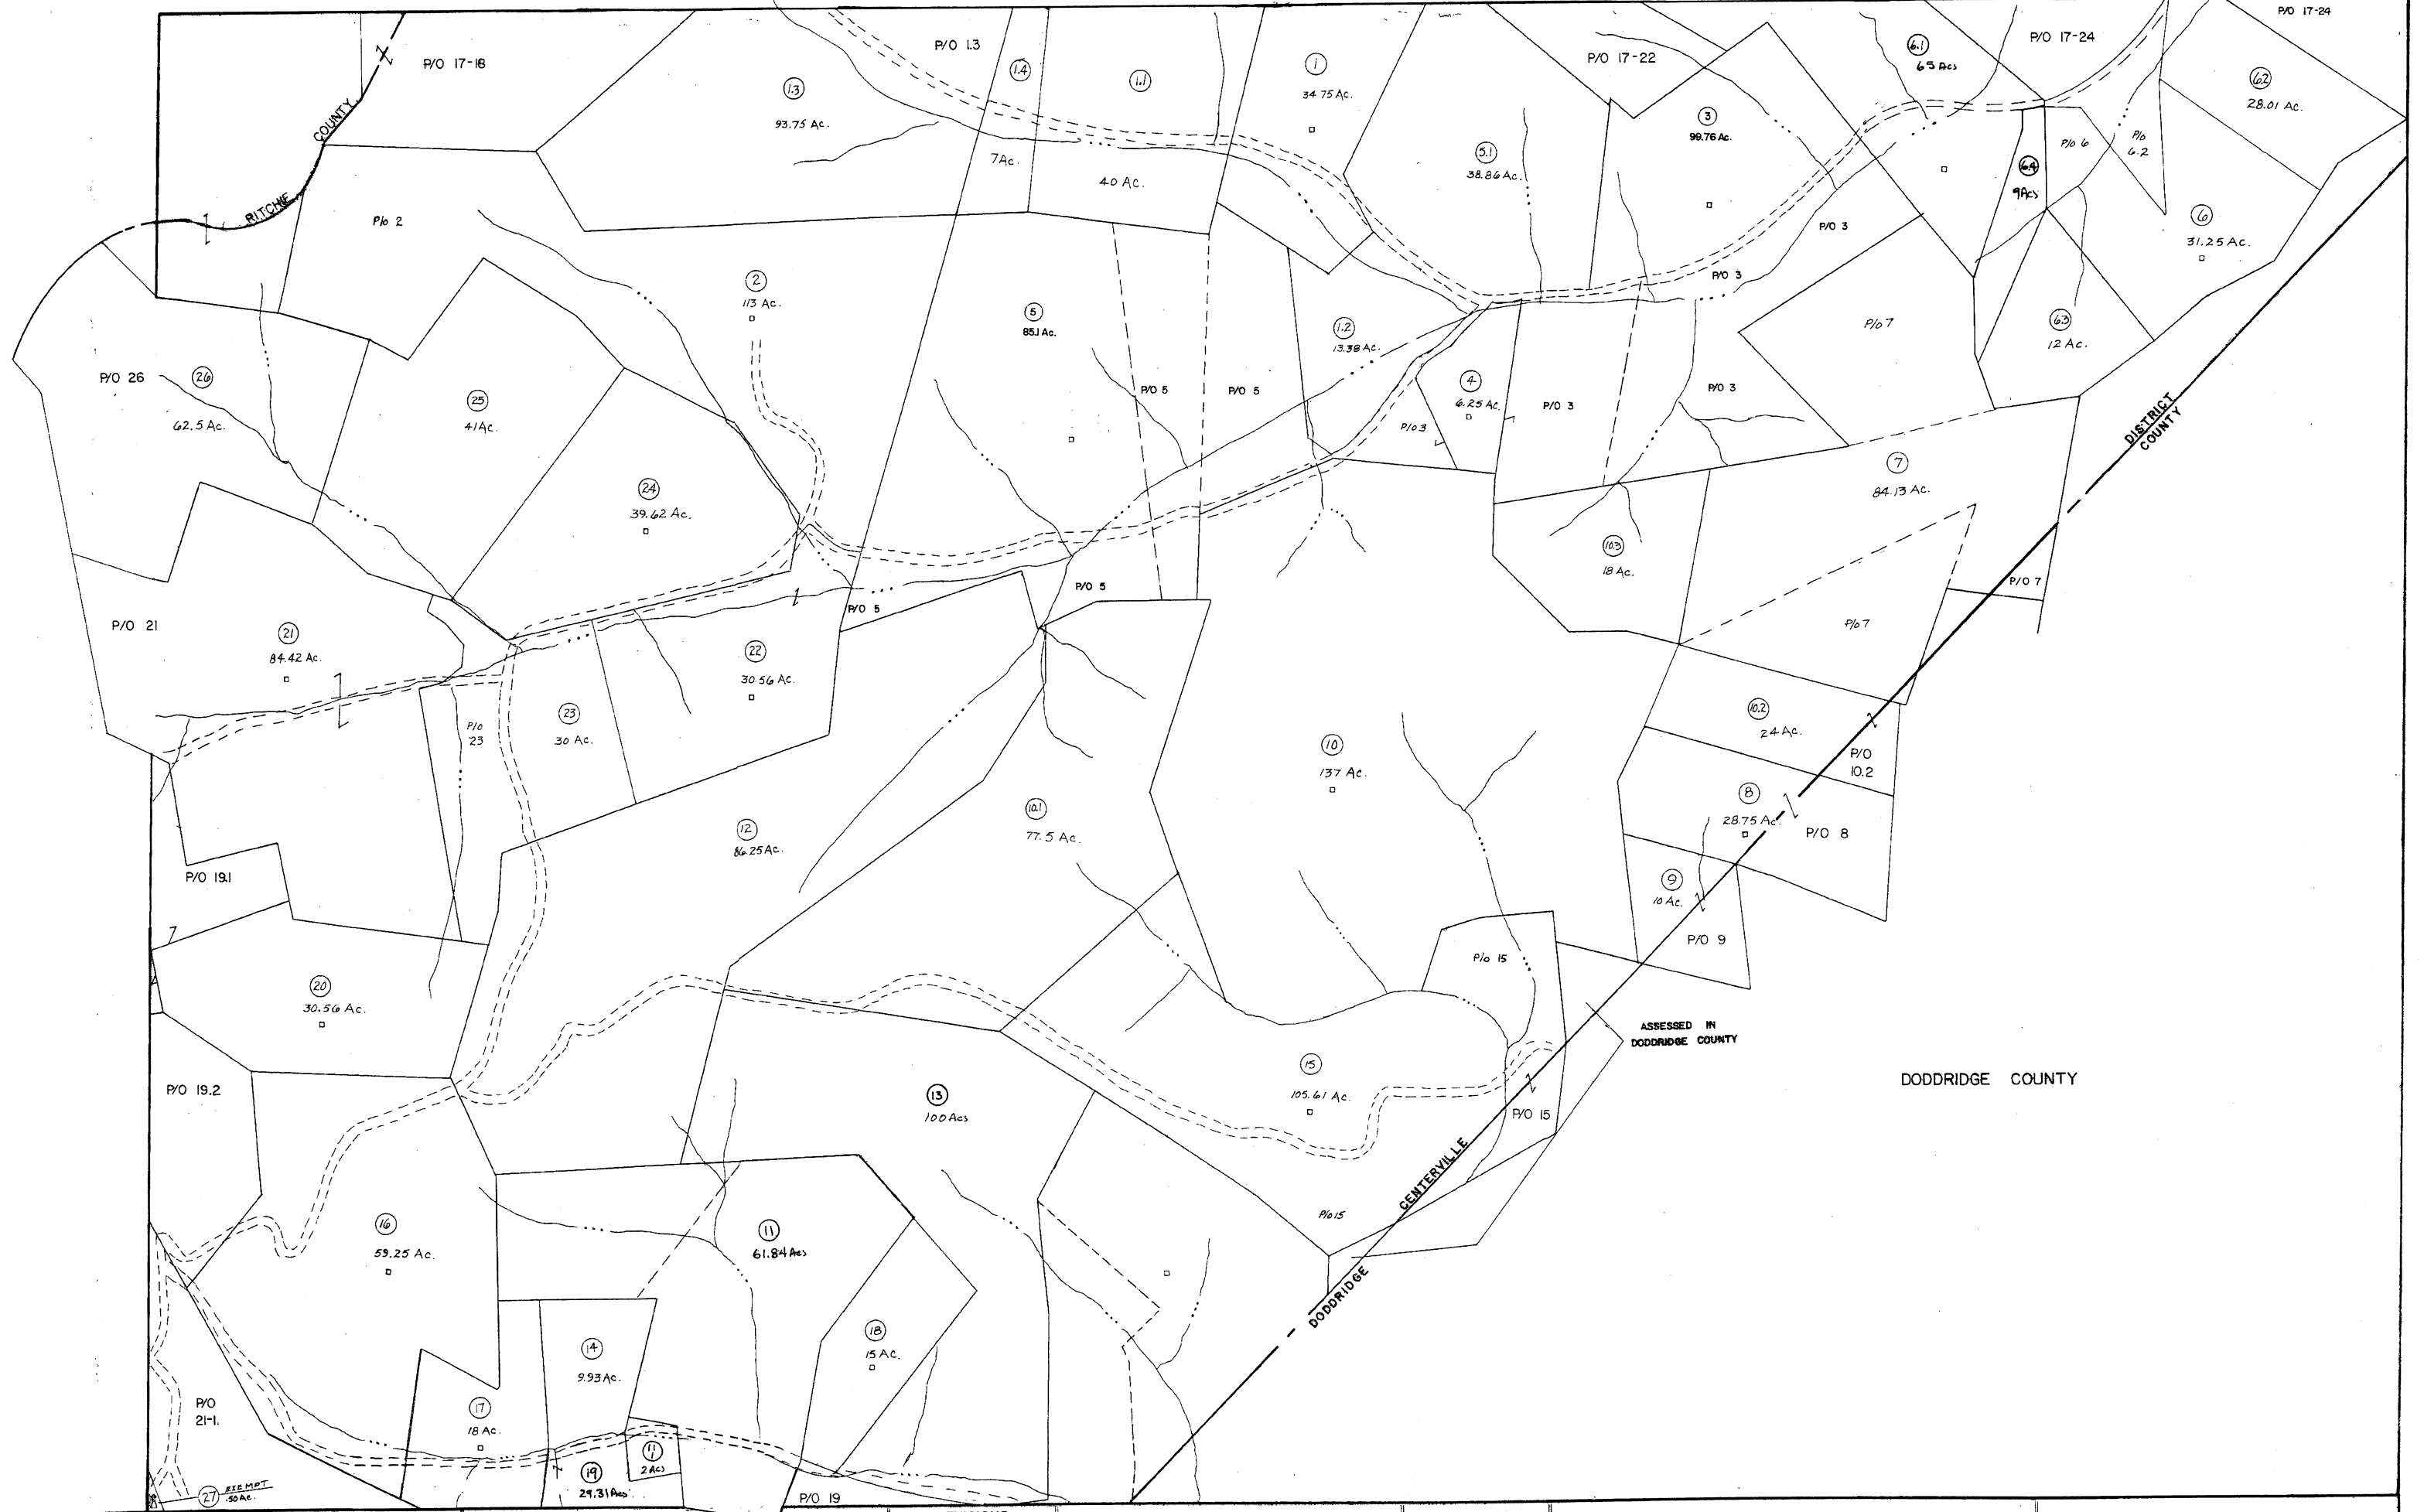 P/O 17-18
P/O 1.3
1.4
1.1
1
34.75 Ac.
P/O 17-22
6.1
65 Acs
P/O 17-24
P/O 17-24
1.3
93.75 Ac.
6.2
28.01 Ac.
COUNTY
RITCHIE
7 Ac.
40 Ac.
5.1
38.86 Ac.
3
99.76 Ac.
6.4
9 Acs
P/o 6
P/o
6.2
P/o 2
6
31.25 Ac.
P/O 3
P/O 3
2
113 Ac.
5
85.1 Ac.
1.2
13.38 Ac.
P/o 7
6.3
12 Ac.
P/O 26
26
62.5 Ac.
25
41 Ac.
P/O 5
P/O 5
4
6.25 Ac.
P/O 3
P/o 3
P/O 3
DISTRICT
COUNTY
24
39.62 Ac.
7
84.13 Ac.
10.3
18 Ac.
P/O 5
P/O 5
P/O 7
P/O 21
21
84.42 Ac.
22
30.56 Ac.
P/o 7
P/o
23
23
30 Ac.
10.2
24 Ac.
P/O
10.2
10
137 Ac.
12
86.25 Ac.
10.1
77.5 Ac.
8
28.75 Ac.
P/O 8
P/O 19.1
9
10 Ac.
P/O 9
P/o 15
20
30.56 Ac.
ASSESSED IN
DODDRIDGE COUNTY
DODDRIDGE COUNTY
P/O 19.2
13
100 Acs
15
105.61 Ac.
P/O 15
CENTERVILLE
P/o 15
DODDRIDGE
16
59.25 Ac.
11
61.84 Acs
18
15 Ac.
14
9.93 Ac.
P/O
21-1.
17
18 Ac.
11
1
2 Acs
19
29.31 Acs
27
EXEMPT
.50 Ac.
P/O 19